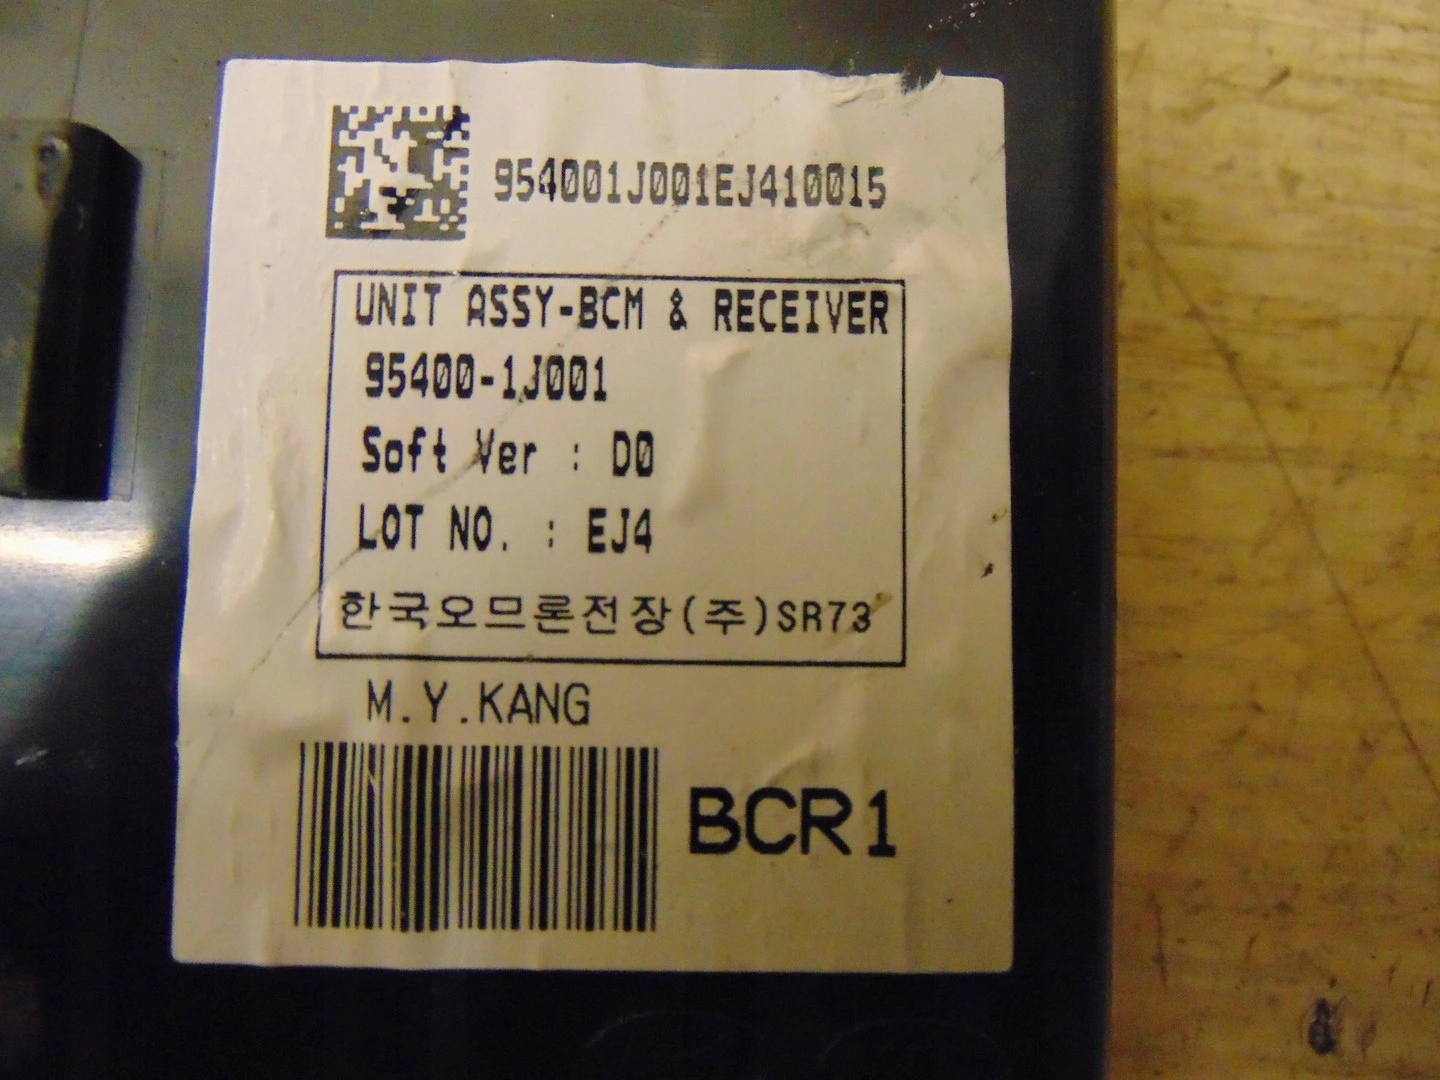 954001J001EJ410015
UNIT ASSY-BCM & RECEIVER
95400-1J001
Soft Ver : D0
LOT NO. : EJ4
한국오므론전장(주)SR73
M.Y.KANG
BCR1